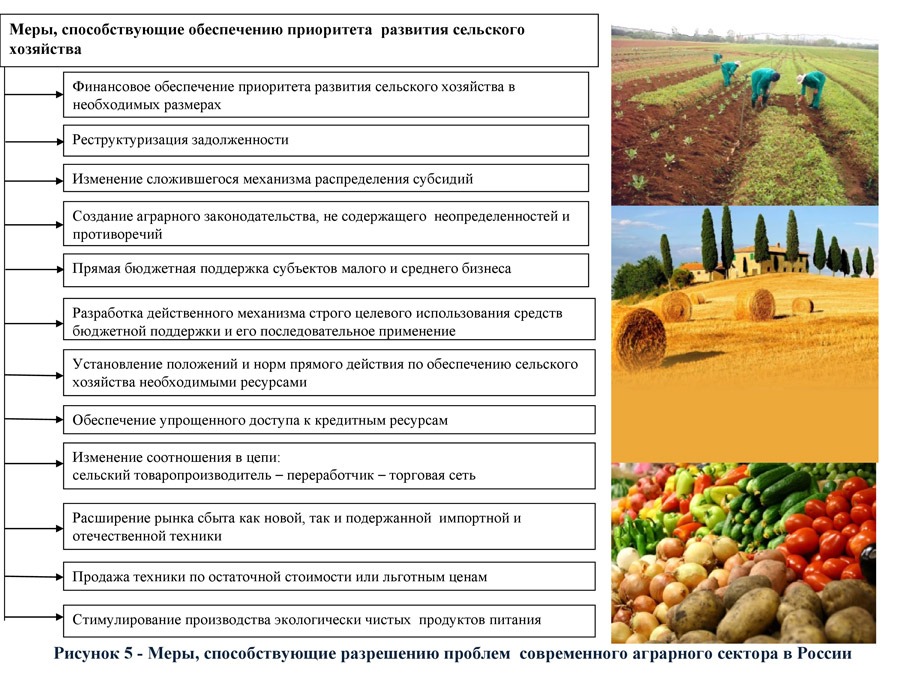 Меры, способствующие обеспечению приоритета развития сельского
хозяйства
Финансовое обеспечение приоритета развития сельского хозяйства в
необходимых размерах
Реструктуризация задолженности
Изменение сложившегося механизма распределения субсидий
Создание аграрного законодательства, не содержащего неопределенностей и
противоречий
Прямая бюджетная поддержка субъектов малого и среднего бизнеса
Разработка действенного механизма строго целевого использования средств
бюджетной поддержки и его последовательное применение
Установление положений и норм прямого действия по обеспечению сельского
хозяйства необходимыми ресурсами
Обеспечение упрощенного доступа к кредитным ресурсам
Изменение соотношения в цепи:
сельский товаропроизводитель – переработчик – торговая сеть
Расширение рынка сбыта как новой, так и подержанной импортной и
отечественной техники
Продажа техники по остаточной стоимости или льготным ценам
Стимулирование производства экологически чистых продуктов питания
Рисунок 5 - Меры, способствующие разрешению проблем современного аграрного сектора в России